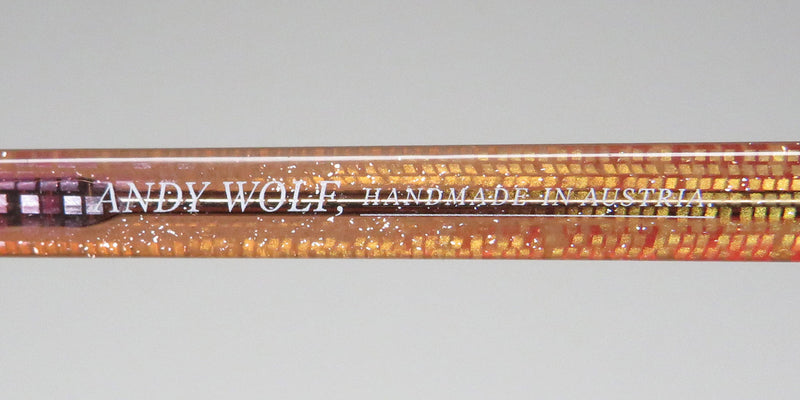 ANDY WOLF, HANDMADE IN AUSTRIA.